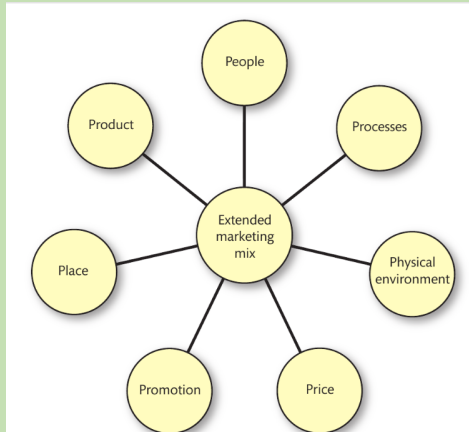 People
Product
Processes
Extended
marketing
mix
Physical
environment
Place
Promotion
Price